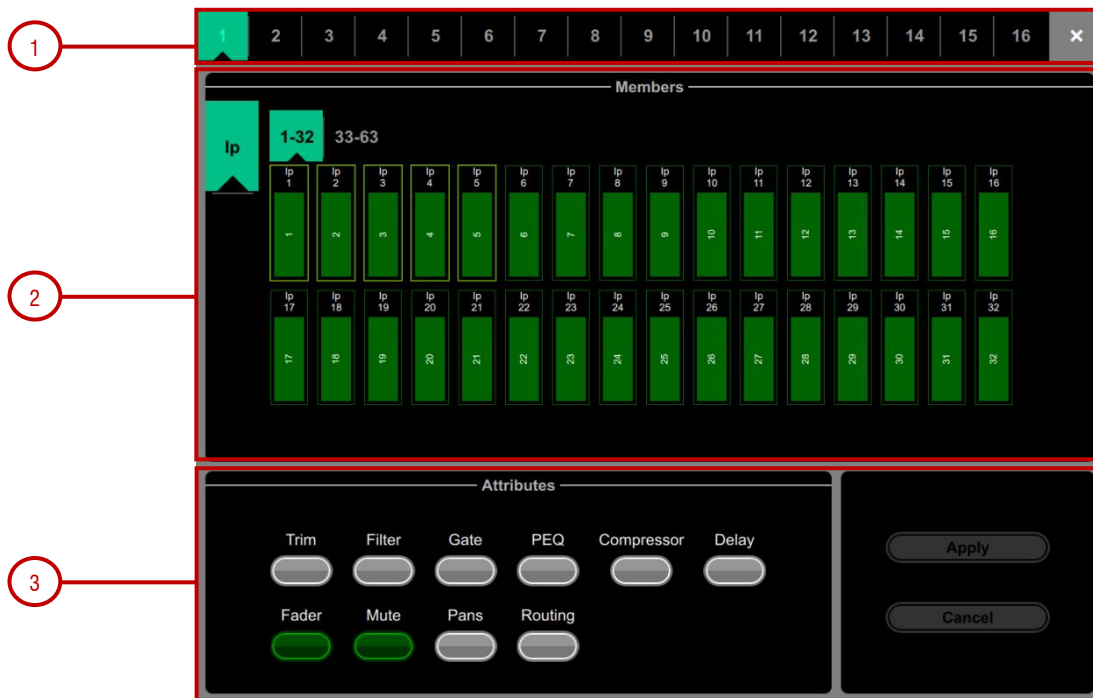 1
1 2 3 4 5 6 7 8 9 10 11 12 13 14 15 16 ×
2
Members
Ip
1-32 33-63
Ip Ip Ip Ip Ip Ip Ip Ip Ip Ip Ip Ip Ip Ip Ip Ip
1 2 3 4 5 6 7 8 9 10 11 12 13 14 15 16
1 2 3 4 5 6 7 8 9 10 11 12 13 14 15 16
Ip Ip Ip Ip Ip Ip Ip Ip Ip Ip Ip Ip Ip Ip Ip Ip
17 18 19 20 21 22 23 24 25 26 27 28 29 30 31 32
17 18 19 20 21 22 23 24 25 26 27 28 29 30 31 32
3
Attributes
Trim Filter Gate PEQ Compressor Delay
Fader Mute Pans Routing
Apply
Cancel